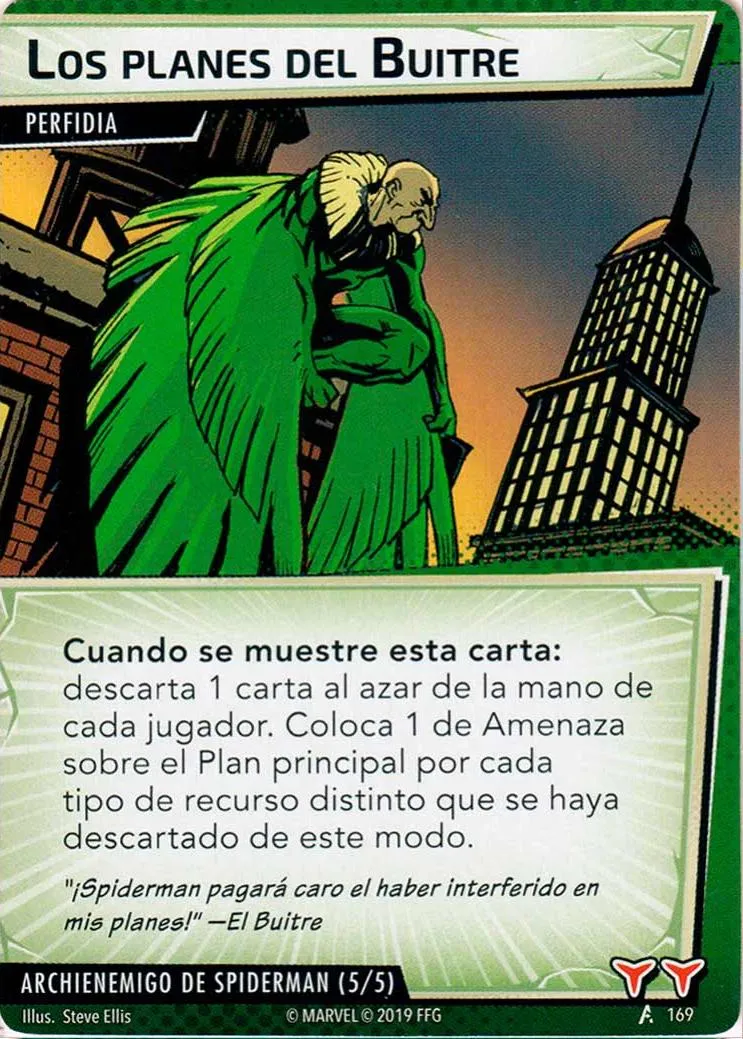 Los planes del Buitre
PERFIDIA
Cuando se muestre esta carta:
descarta 1 carta al azar de la mano de
cada jugador. Coloca 1 de Amenaza
sobre el Plan principal por cada
tipo de recurso distinto que se haya
descartado de este modo.
"¡Spiderman pagará caro el haber interferido en
mis planes!" —El Buitre
ARCHIENEMIGO DE SPIDERMAN (5/5)
Illus. Steve Ellis
© MARVEL © 2019 FFG
169